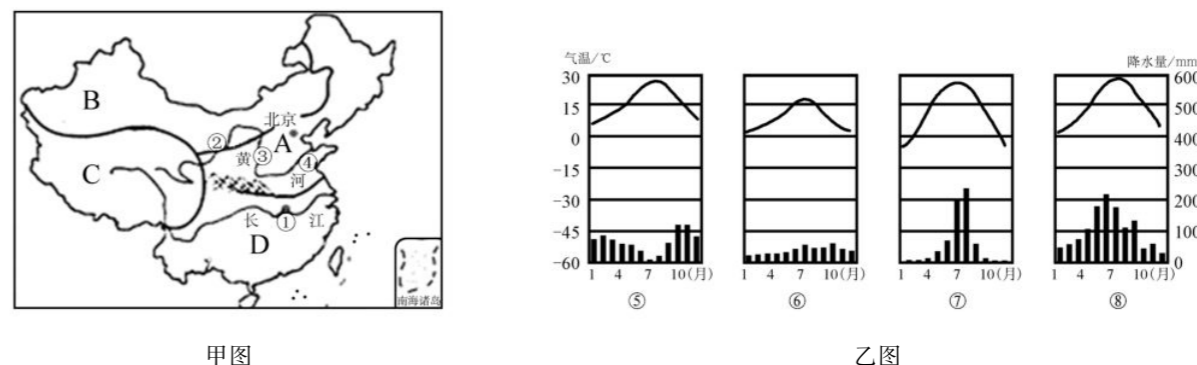 B
北京
②
A
黄
③
④
C
河
长
①
江
D
南海诸岛
甲图
气温/℃
降水量/mm
30
15
0
−15
−30
−45
−60
600
500
400
300
200
100
0
1 4 7 10(月)
1 4 7 10(月)
1 4 7 10(月)
1 4 7 10(月)
⑤
⑥
⑦
⑧
乙图